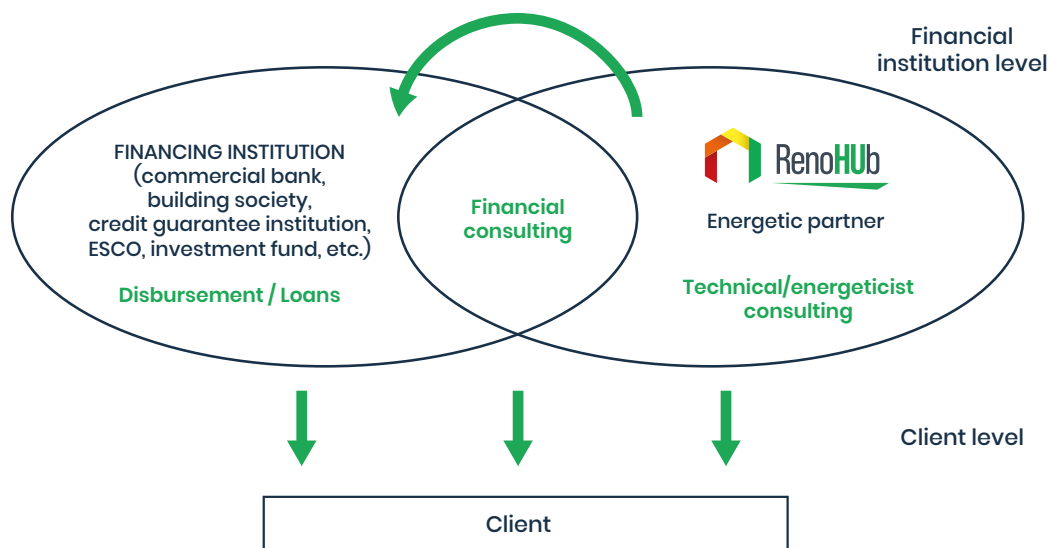 Financial
institution level
FINANCING INSTITUTION
(commercial bank,
building society,
credit guarantee institution,
ESCO, investment fund, etc.)
Disbursement / Loans
Financial
consulting
RenoHUb
Energetic partner
Technical/energeticist
consulting
Client level
Client